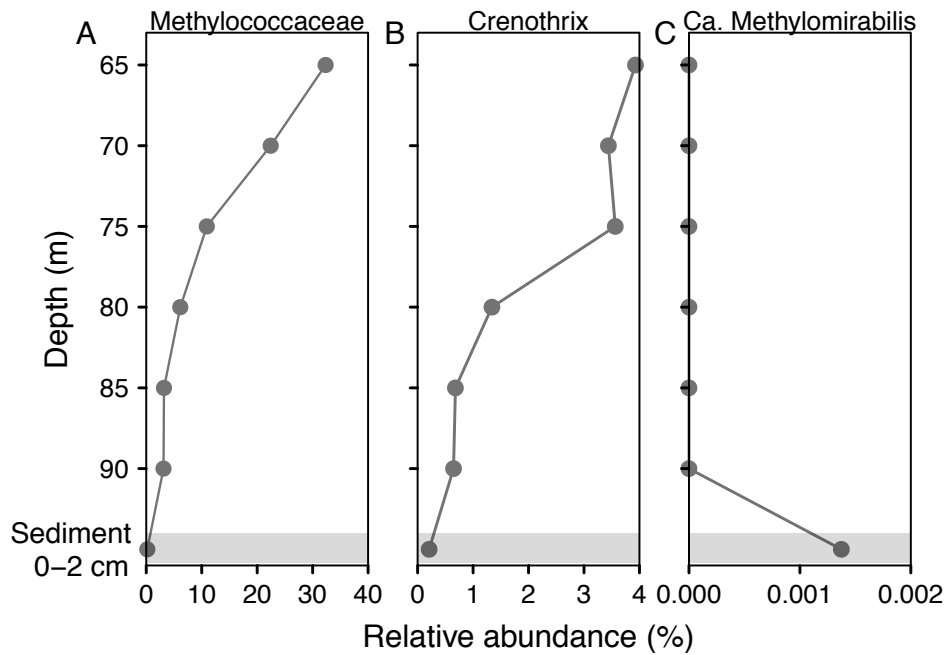 A
Methylococcaceae
B
Crenothrix
C
Ca. Methylomirabilis
Depth (m)
65
70
75
80
85
90
Sediment
0–2 cm
0 10 20 30 40
0 1 2 3 4
0.000 0.001 0.002
Relative abundance (%)